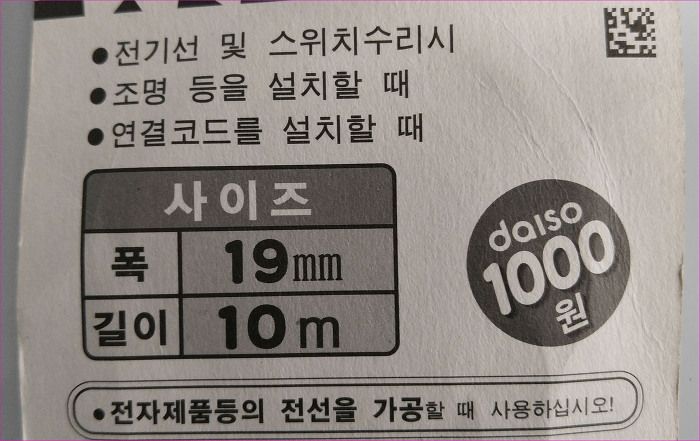 ●전기선 및 스위치수리시
●조명 등을 설치할 때
●연결코드를 설치할 때
사이즈
폭 19mm
길이 10m
daiso
1000
원
●전자제품등의 전선을 가공할 때 사용하십시오!